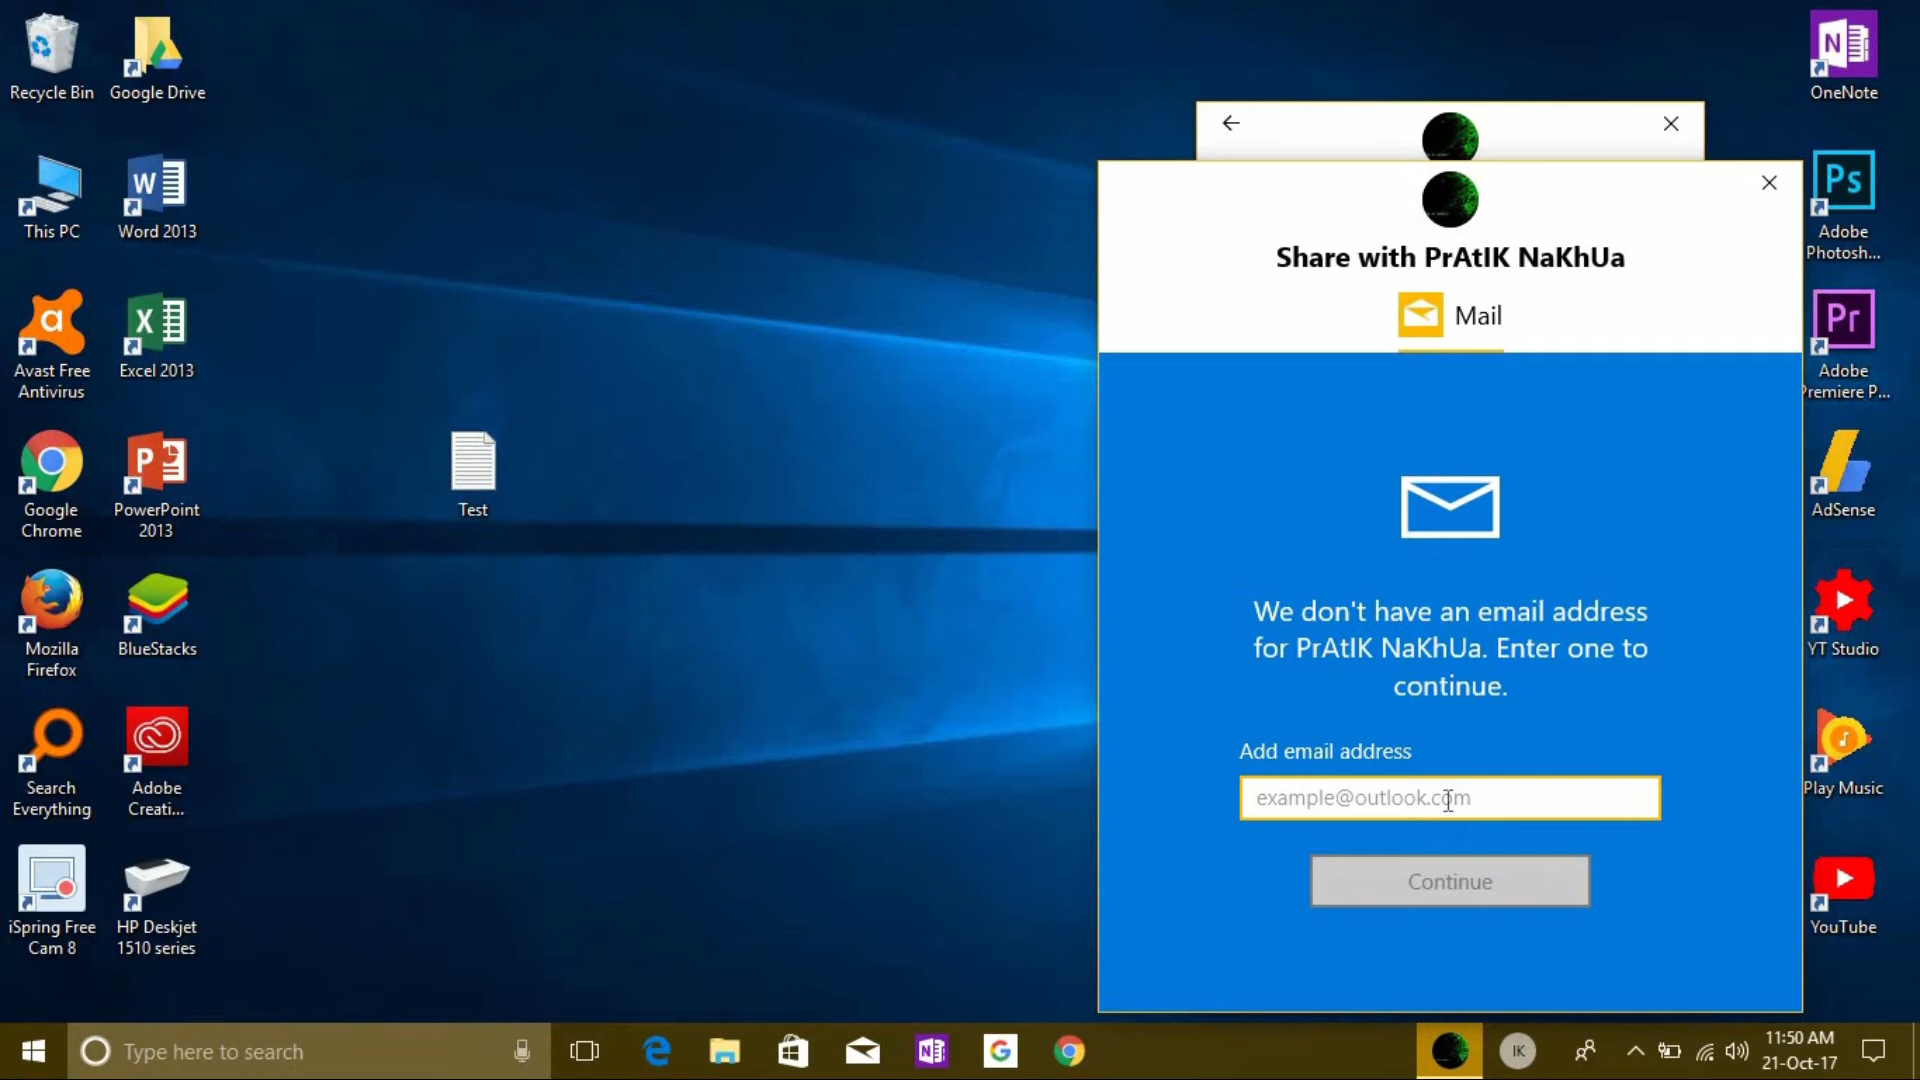 Recycle Bin
Google Drive
This PC
W
Word 2013
a
Avast Free
Antivirus
X
Excel 2013
Google
Chrome
P
PowerPoint
2013
Mozilla
Firefox
BlueStacks
Search
Everything
Adobe
Creati...
iSpring Free
Cam 8
HP Deskjet
1510 series
Test
Share with PrAtIK NaKhUa
Mail
We don't have an email address
for PrAtIK NaKhUa. Enter one to
continue.
Add email address
example@outlook.com
Continue
N
OneNote
Ps
Adobe
Photosh...
Pr
Adobe
Premiere P...
AdSense
YT Studio
Play Music
YouTube
Type here to search
e
N
G
IK
11:50 AM
21-Oct-17